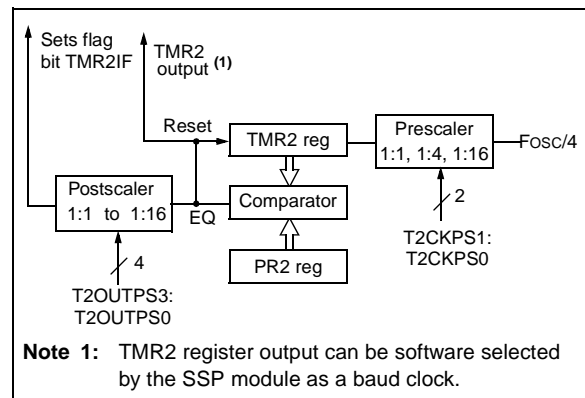 Sets flag
bit TMR2IF
TMR2
output (1)
Reset
TMR2 reg
Prescaler
1:1, 1:4, 1:16
FOSC/4
2
T2CKPS1:
T2CKPS0
Postscaler
1:1 to 1:16
EQ
Comparator
4
T2OUTPS3:
T2OUTPS0
PR2 reg
Note 1: TMR2 register output can be software selected
by the SSP module as a baud clock.